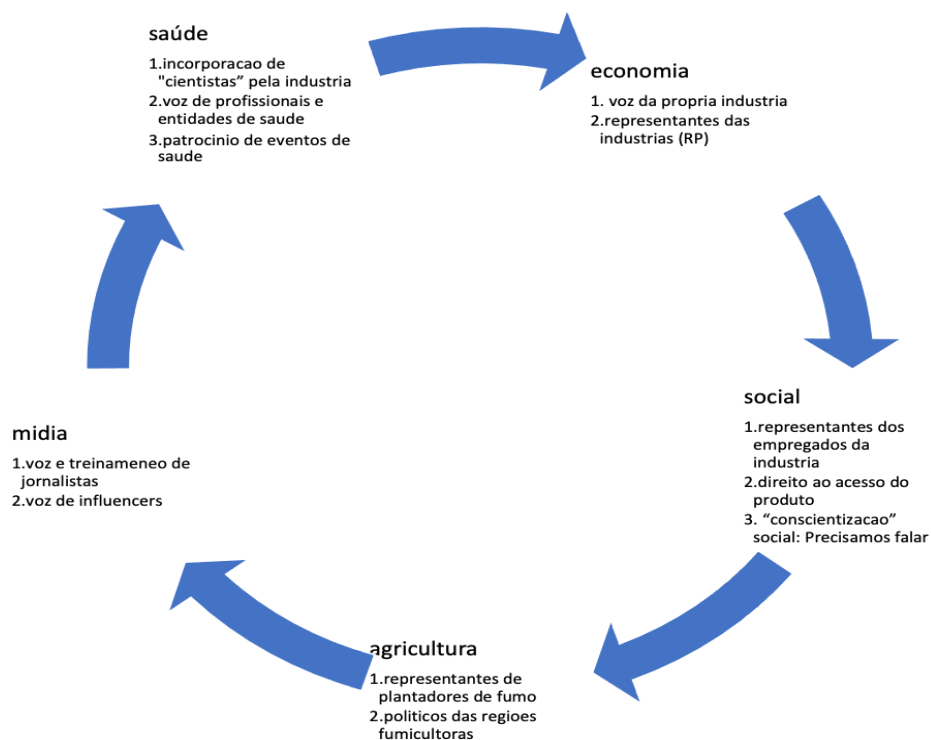 saúde
1.incorporacao de
"cientistas” pela industria
2.voz de profissionais e
entidades de saude
3.patrocinio de eventos de
saude
economia
1. voz da propria industria
2.representantes das
industrias (RP)
social
1.representantes dos
empregados da
industria
2.direito ao acesso do
produto
3. “conscientizacao”
social: Precisamos falar
agricultura
1.representantes de
plantadores de fumo
2.politicos das regioes
fumicultoras
midia
1.voz e treinameneo de
jornalistas
2.voz de influencers